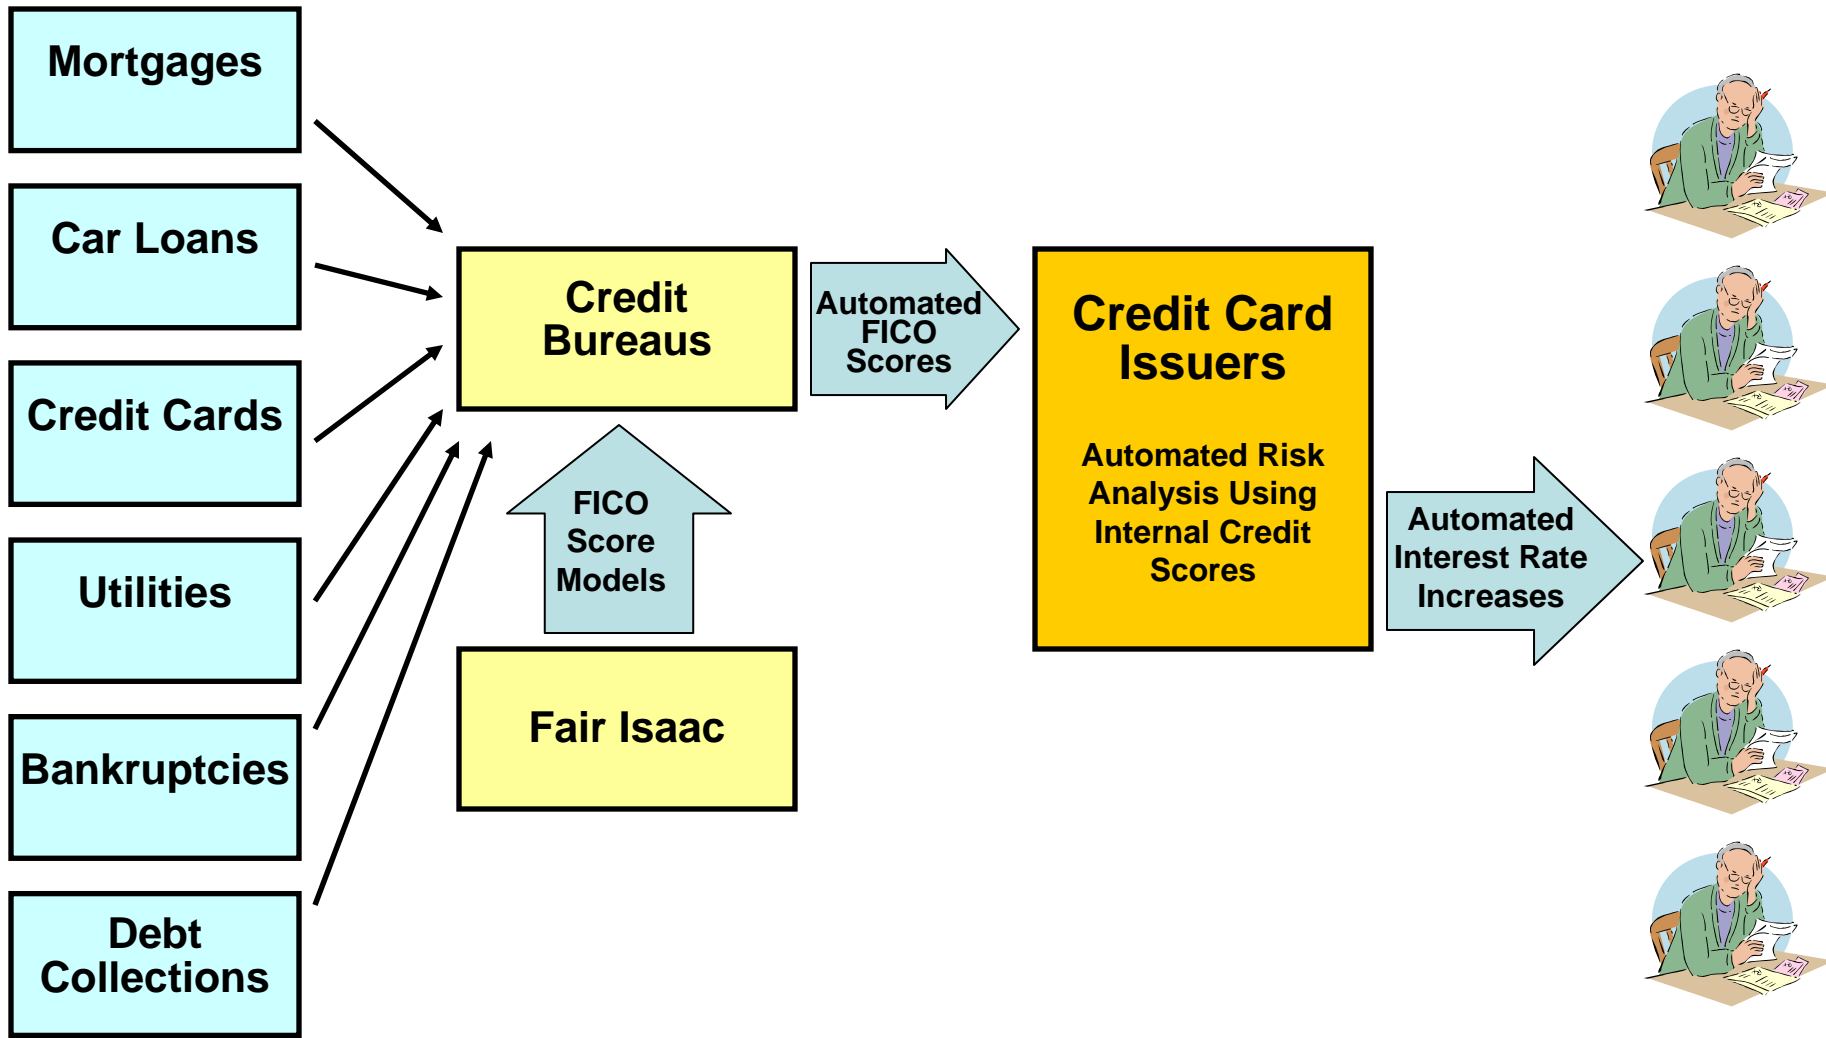 Mortgages
Car Loans
Credit Cards
Utilities
Bankruptcies
Debt
Collections
Credit
Bureaus
FICO
Score
Models
Fair Isaac
Automated
FICO
Scores
Credit Card
Issuers
Automated Risk
Analysis Using
Internal Credit
Scores
Automated
Interest Rate
Increases